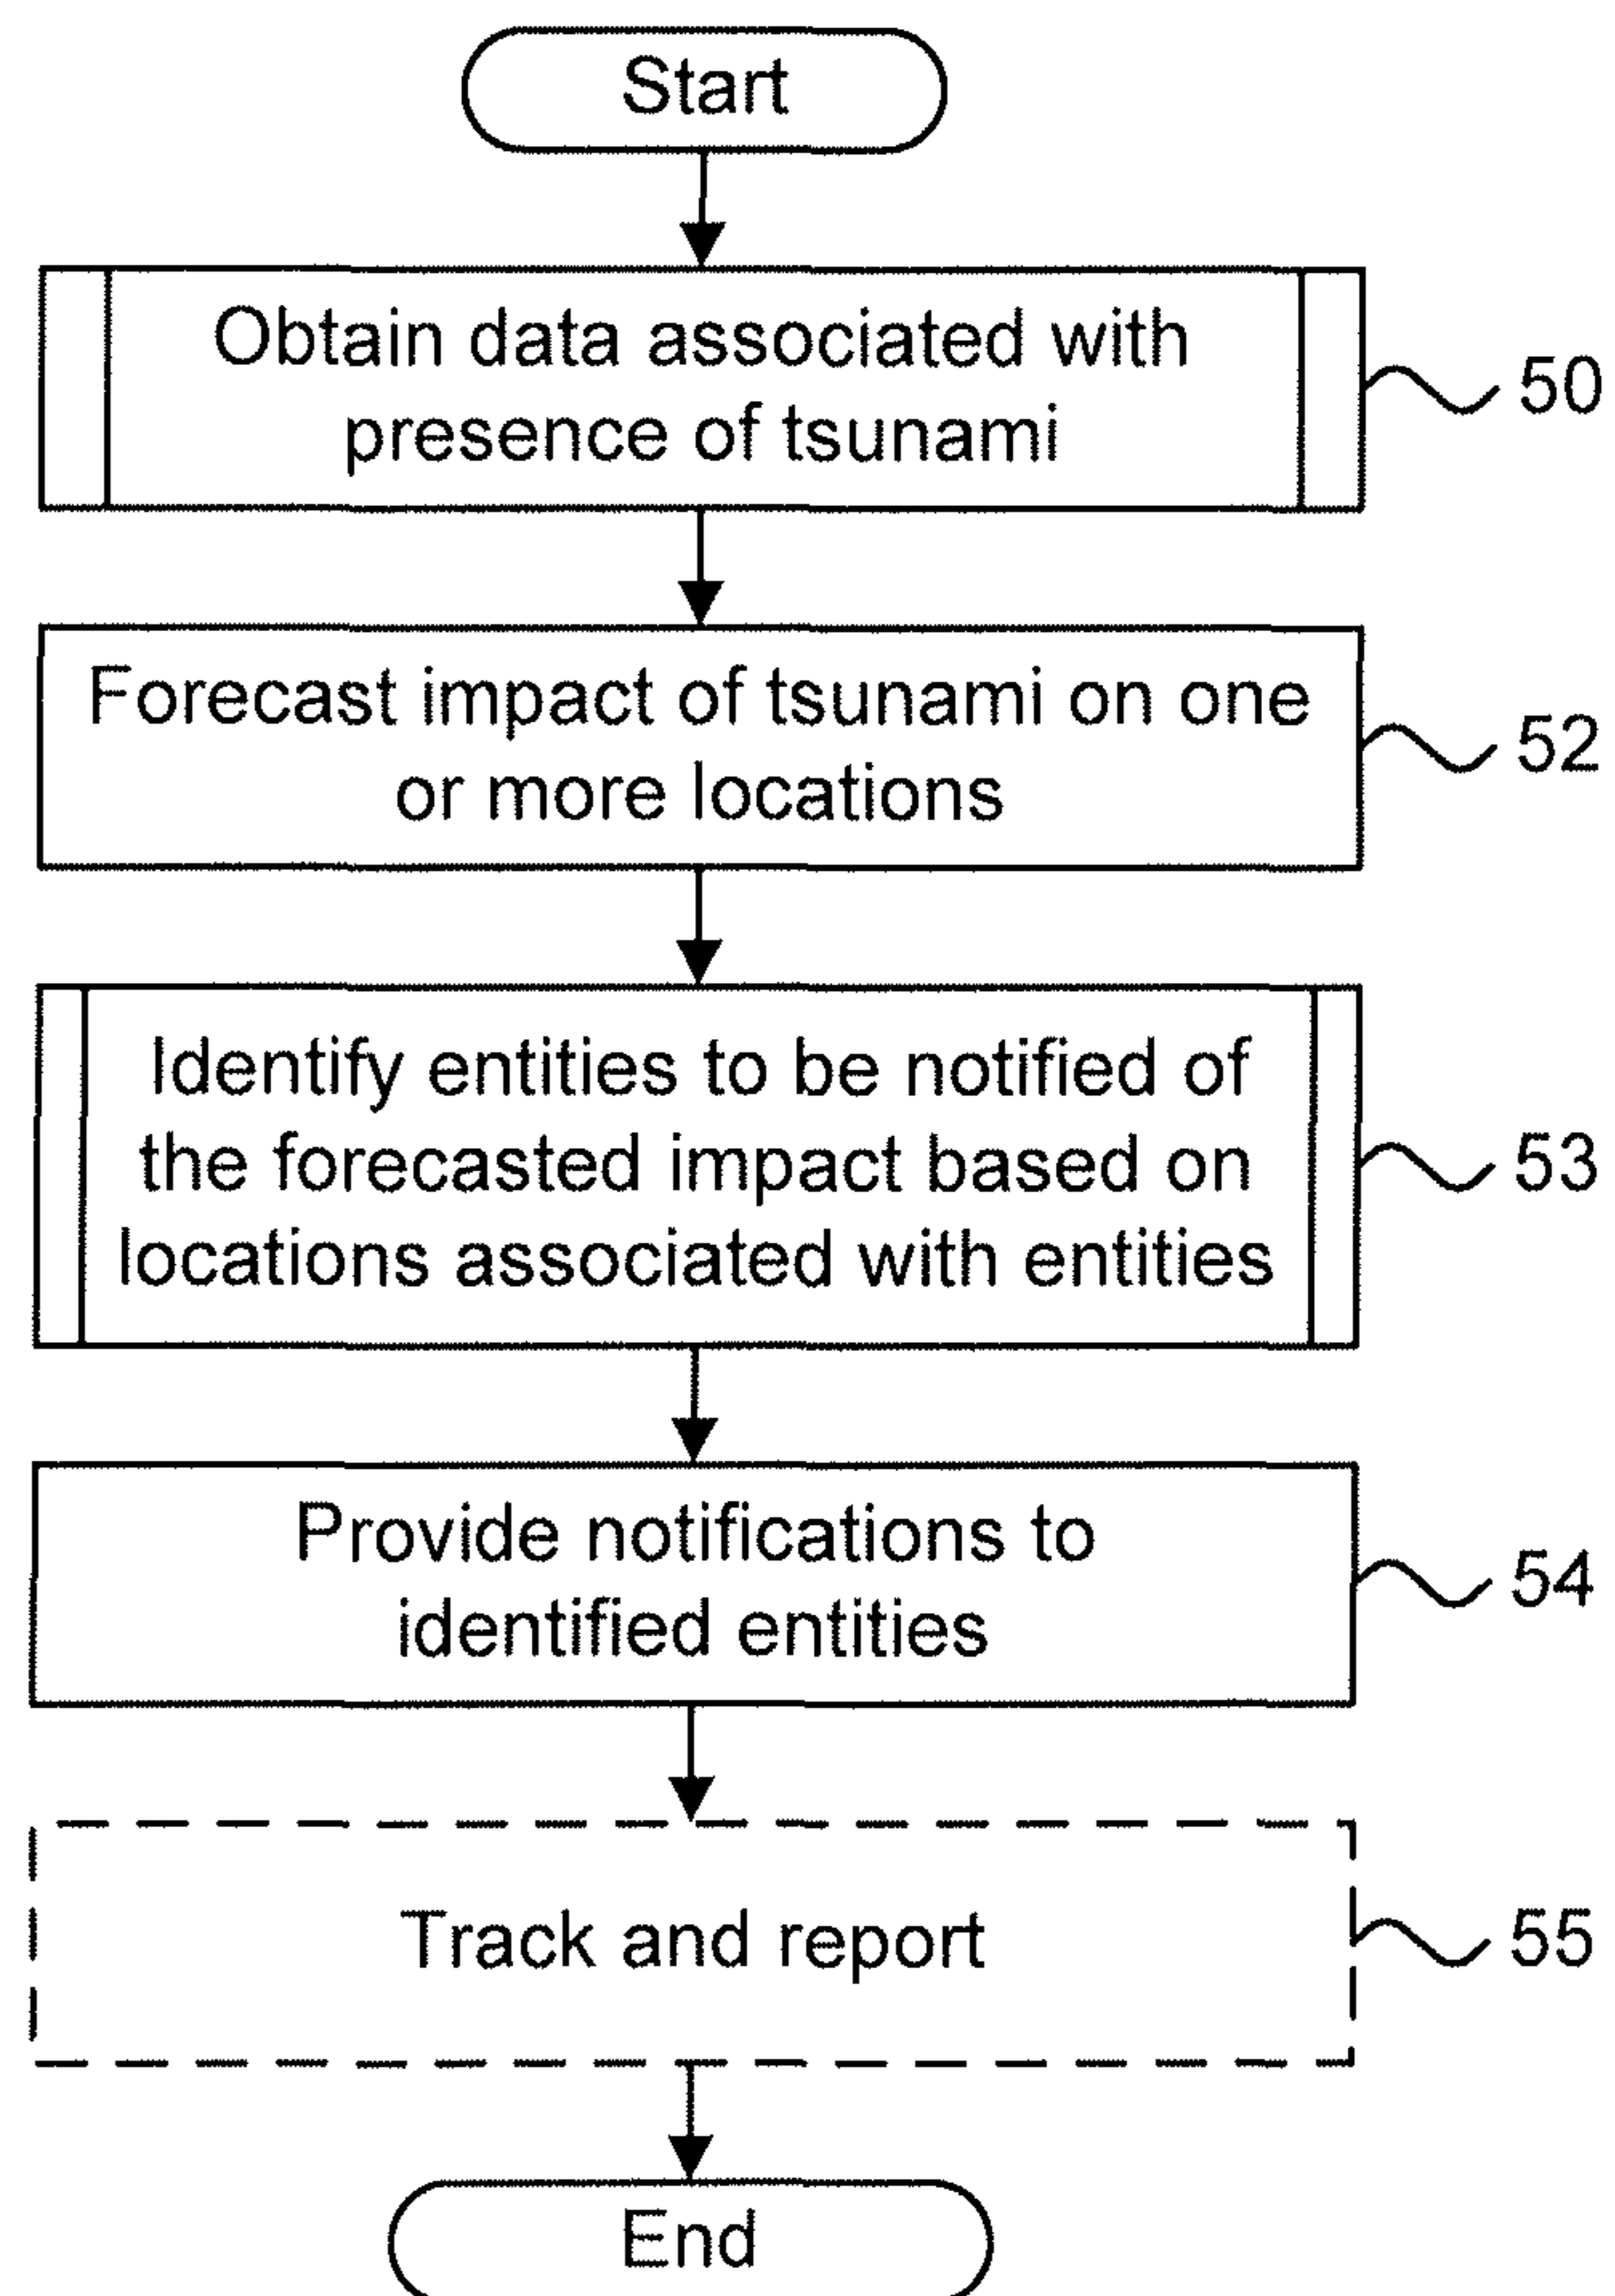 Start
Obtain data associated with
presence of tsunami
50
Forecast impact of tsunami on one
or more locations
52
Identify entities to be notified of
the forecasted impact based on
locations associated with entities
53
Provide notifications to
identified entities
54
Track and report
55
End